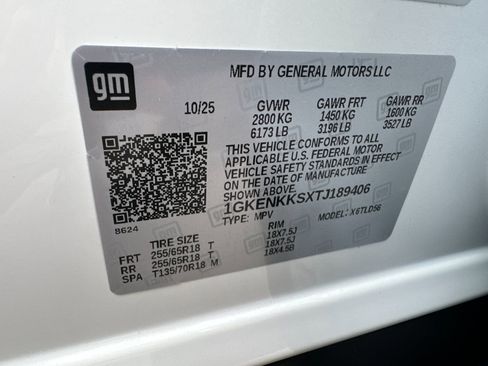 gm
MFD BY GENERAL MOTORS LLC
10/25 GVWR GAWR FRT GAWR RR
2800 KG 1450 KG 1600 KG
6173 LB 3196 LB 3527 LB
THIS VEHICLE CONFORMS TO ALL
APPLICABLE U.S. FEDERAL MOTOR
VEHICLE SAFETY STANDARDS IN EFFECT
ON THE DATE OF MANUFACTURE
SHOWN ABOVE.
1GKENKKSXTJ189406
8624 TYPE: MPV MODEL: X6TLD56
TIRE SIZE RIM
FRT 255/65R18 T 18X7.5J
RR 255/65R18 T 18X7.5J
SPA T135/70R18 M 18X4.5B